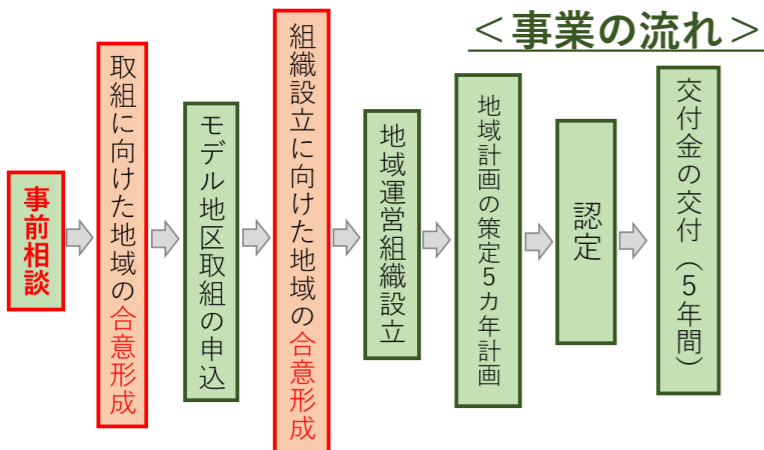 ＜事業の流れ＞
事前相談
取組に向けた地域の合意形成
モデル地区取組の申込
組織設立に向けた地域の合意形成
地域運営組織設立
地域計画の策定5カ年計画
認定
交付金の交付（5年間）